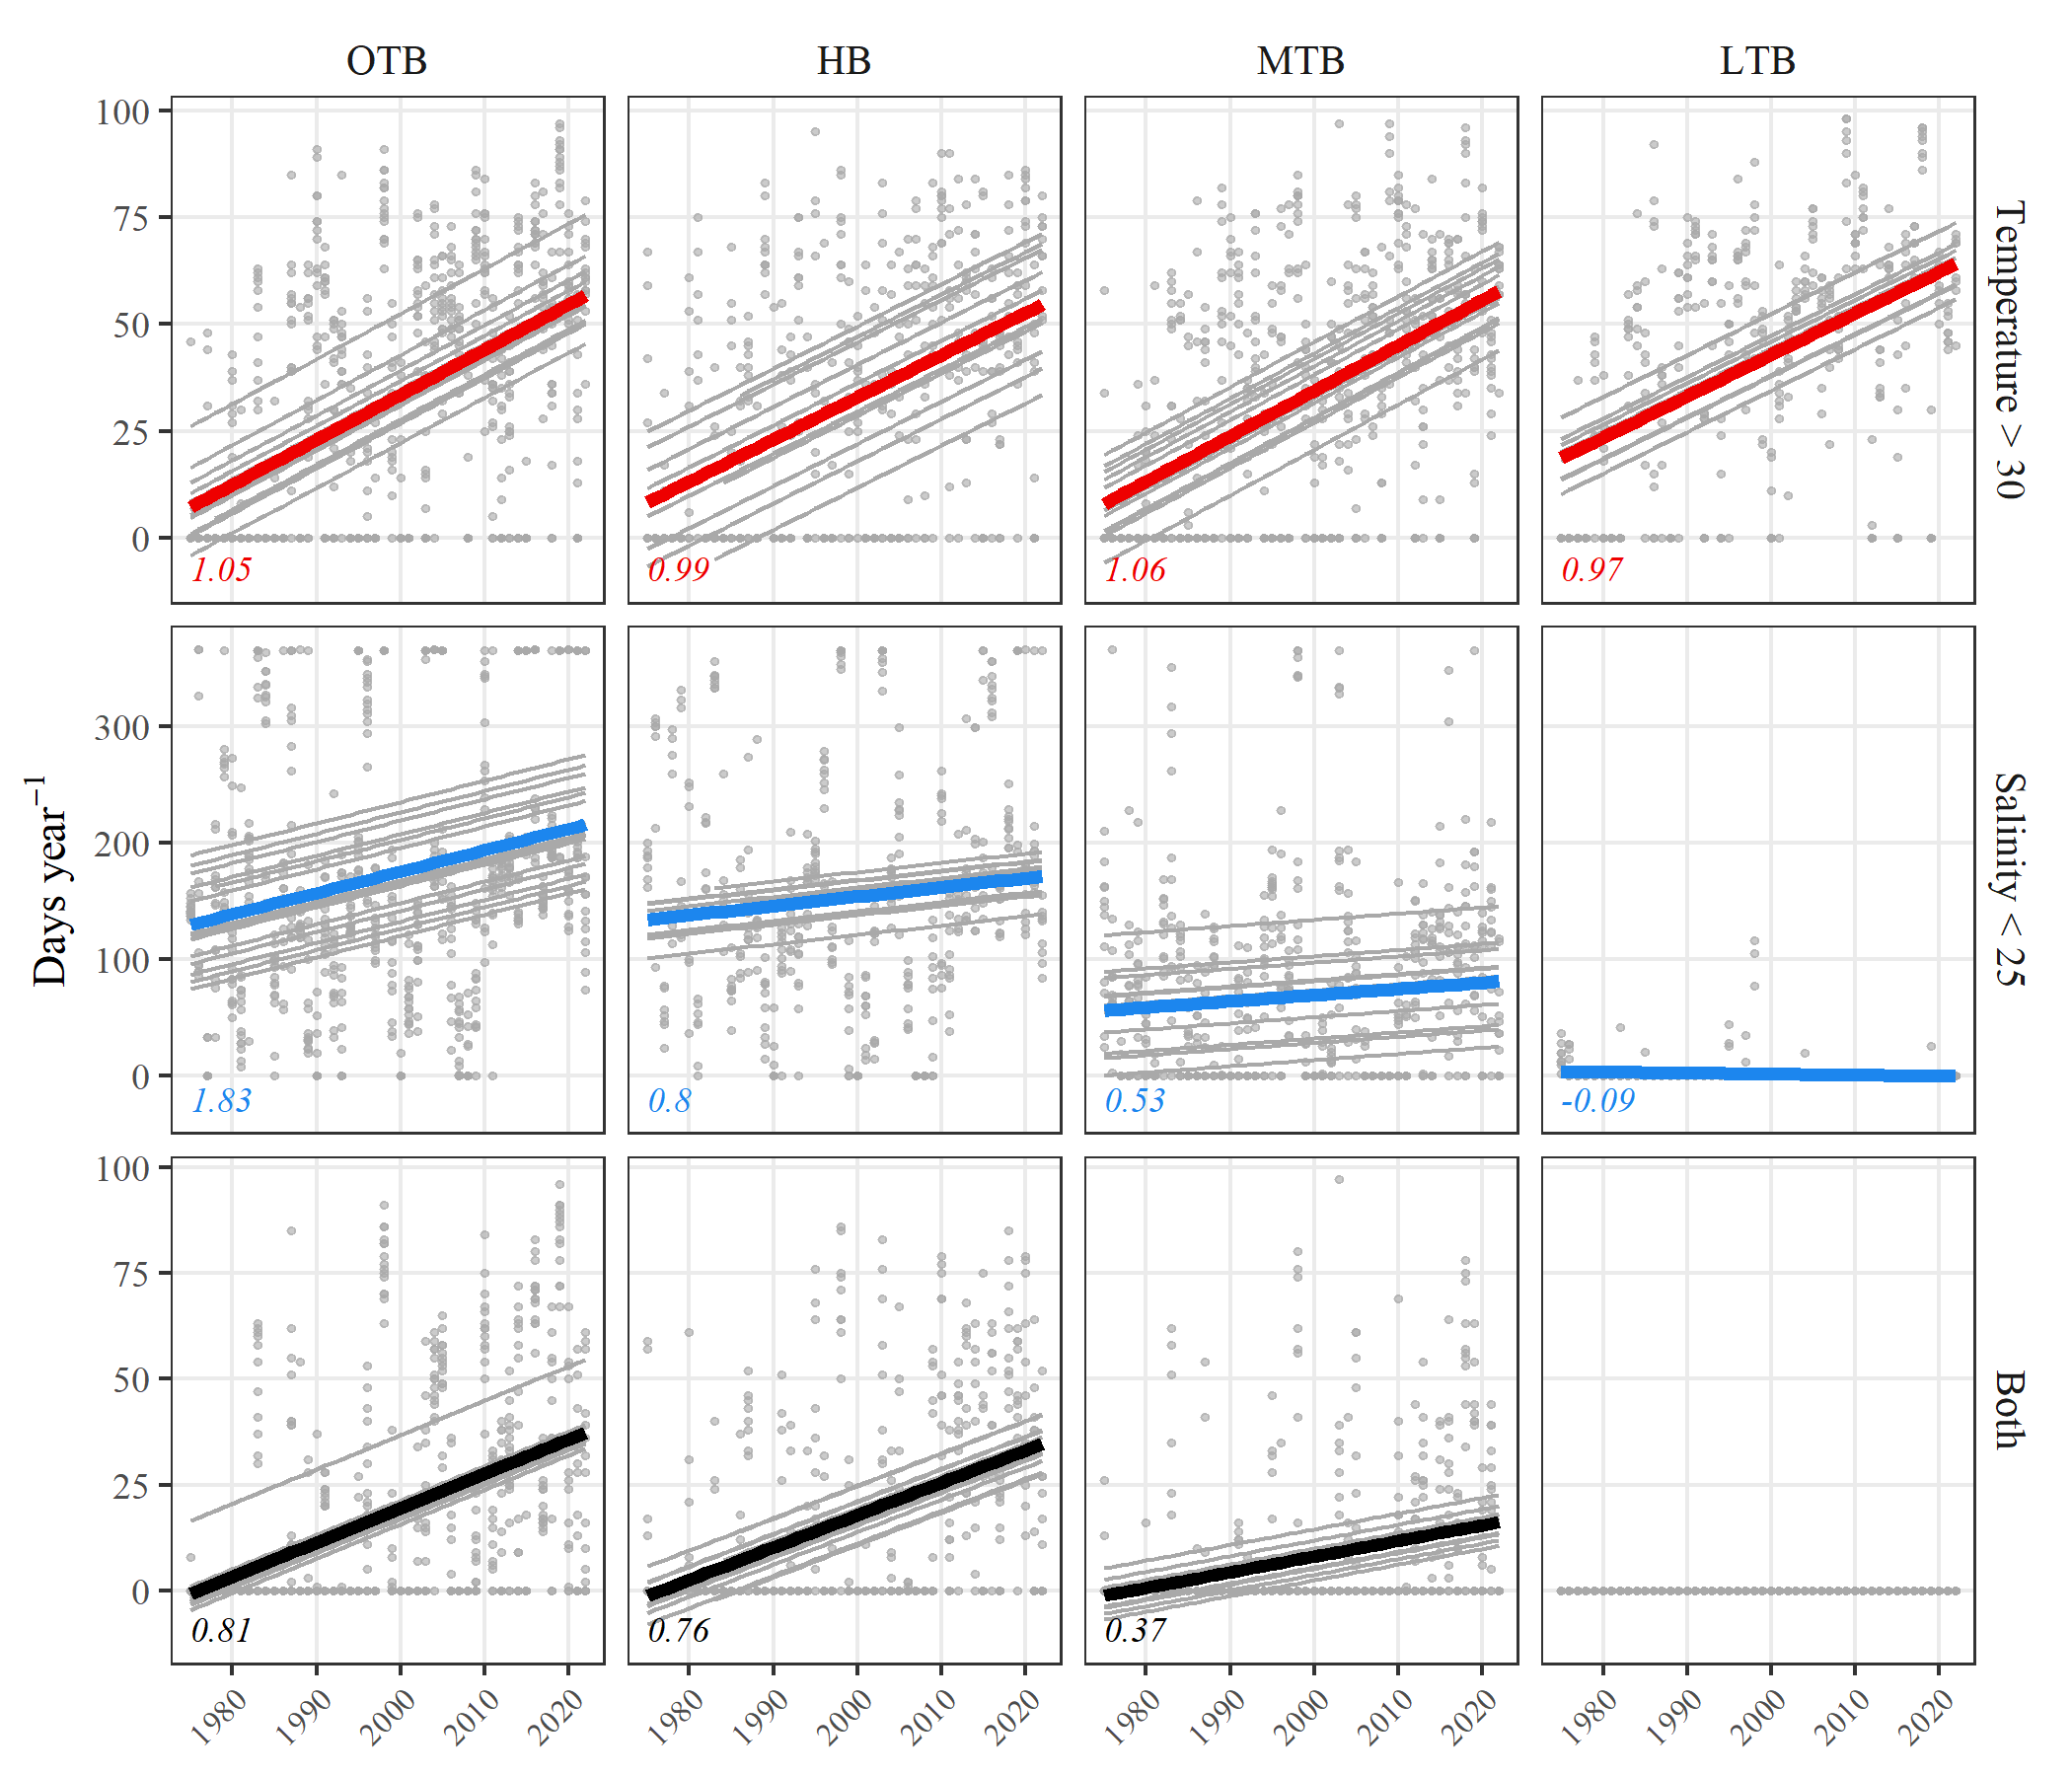 OTB HB MTB LTB
100
75
50
25
0
1.05 0.99 1.06 0.97
Temperature > 30
300
200
100
0
1.83 0.8 0.53 -0.09
Salinity < 25
Days year−1
100
75
50
25
0
0.81 0.76 0.37
Both
1980 1990 2000 2010 2020 1980 1990 2000 2010 2020 1980 1990 2000 2010 2020 1980 1990 2000 2010 2020